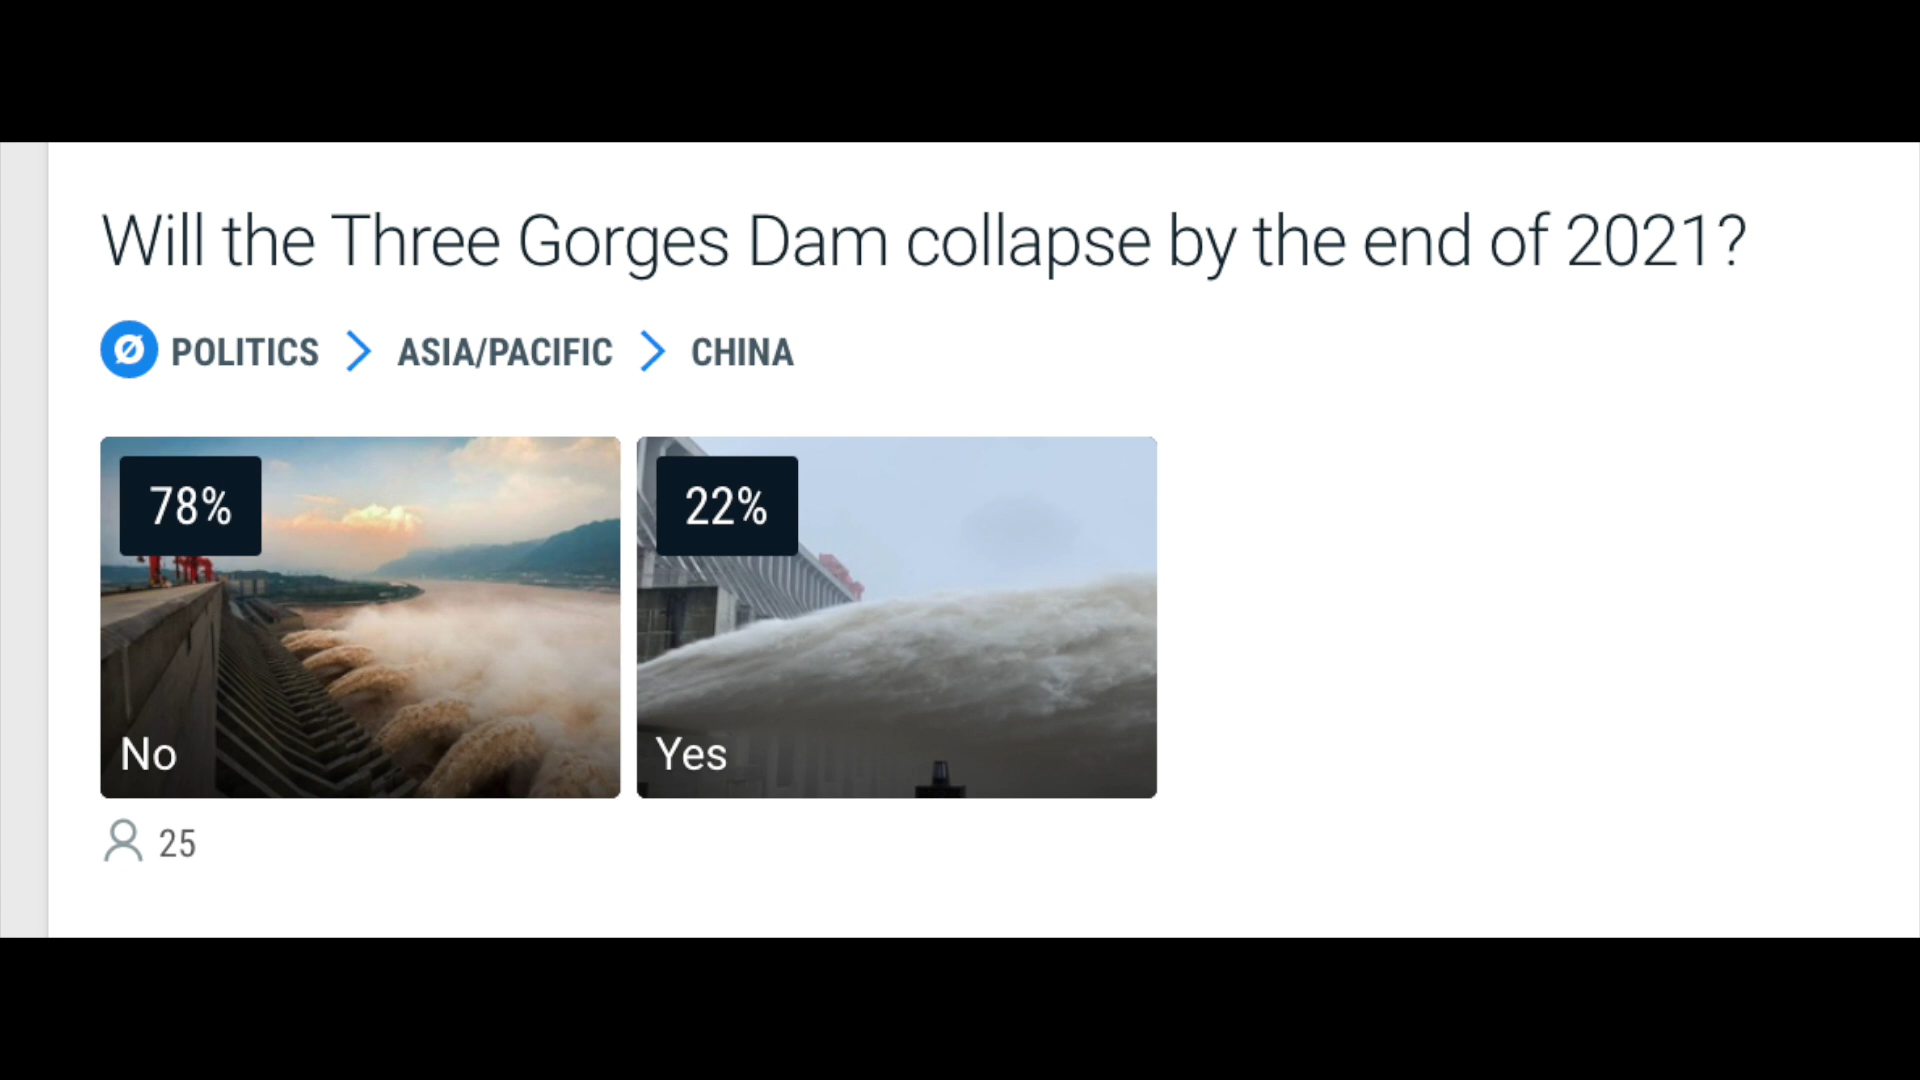 Will the Three Gorges Dam collapse by the end of 2021?
POLITICS > ASIA/PACIFIC > CHINA
78%
22%
No
Yes
25